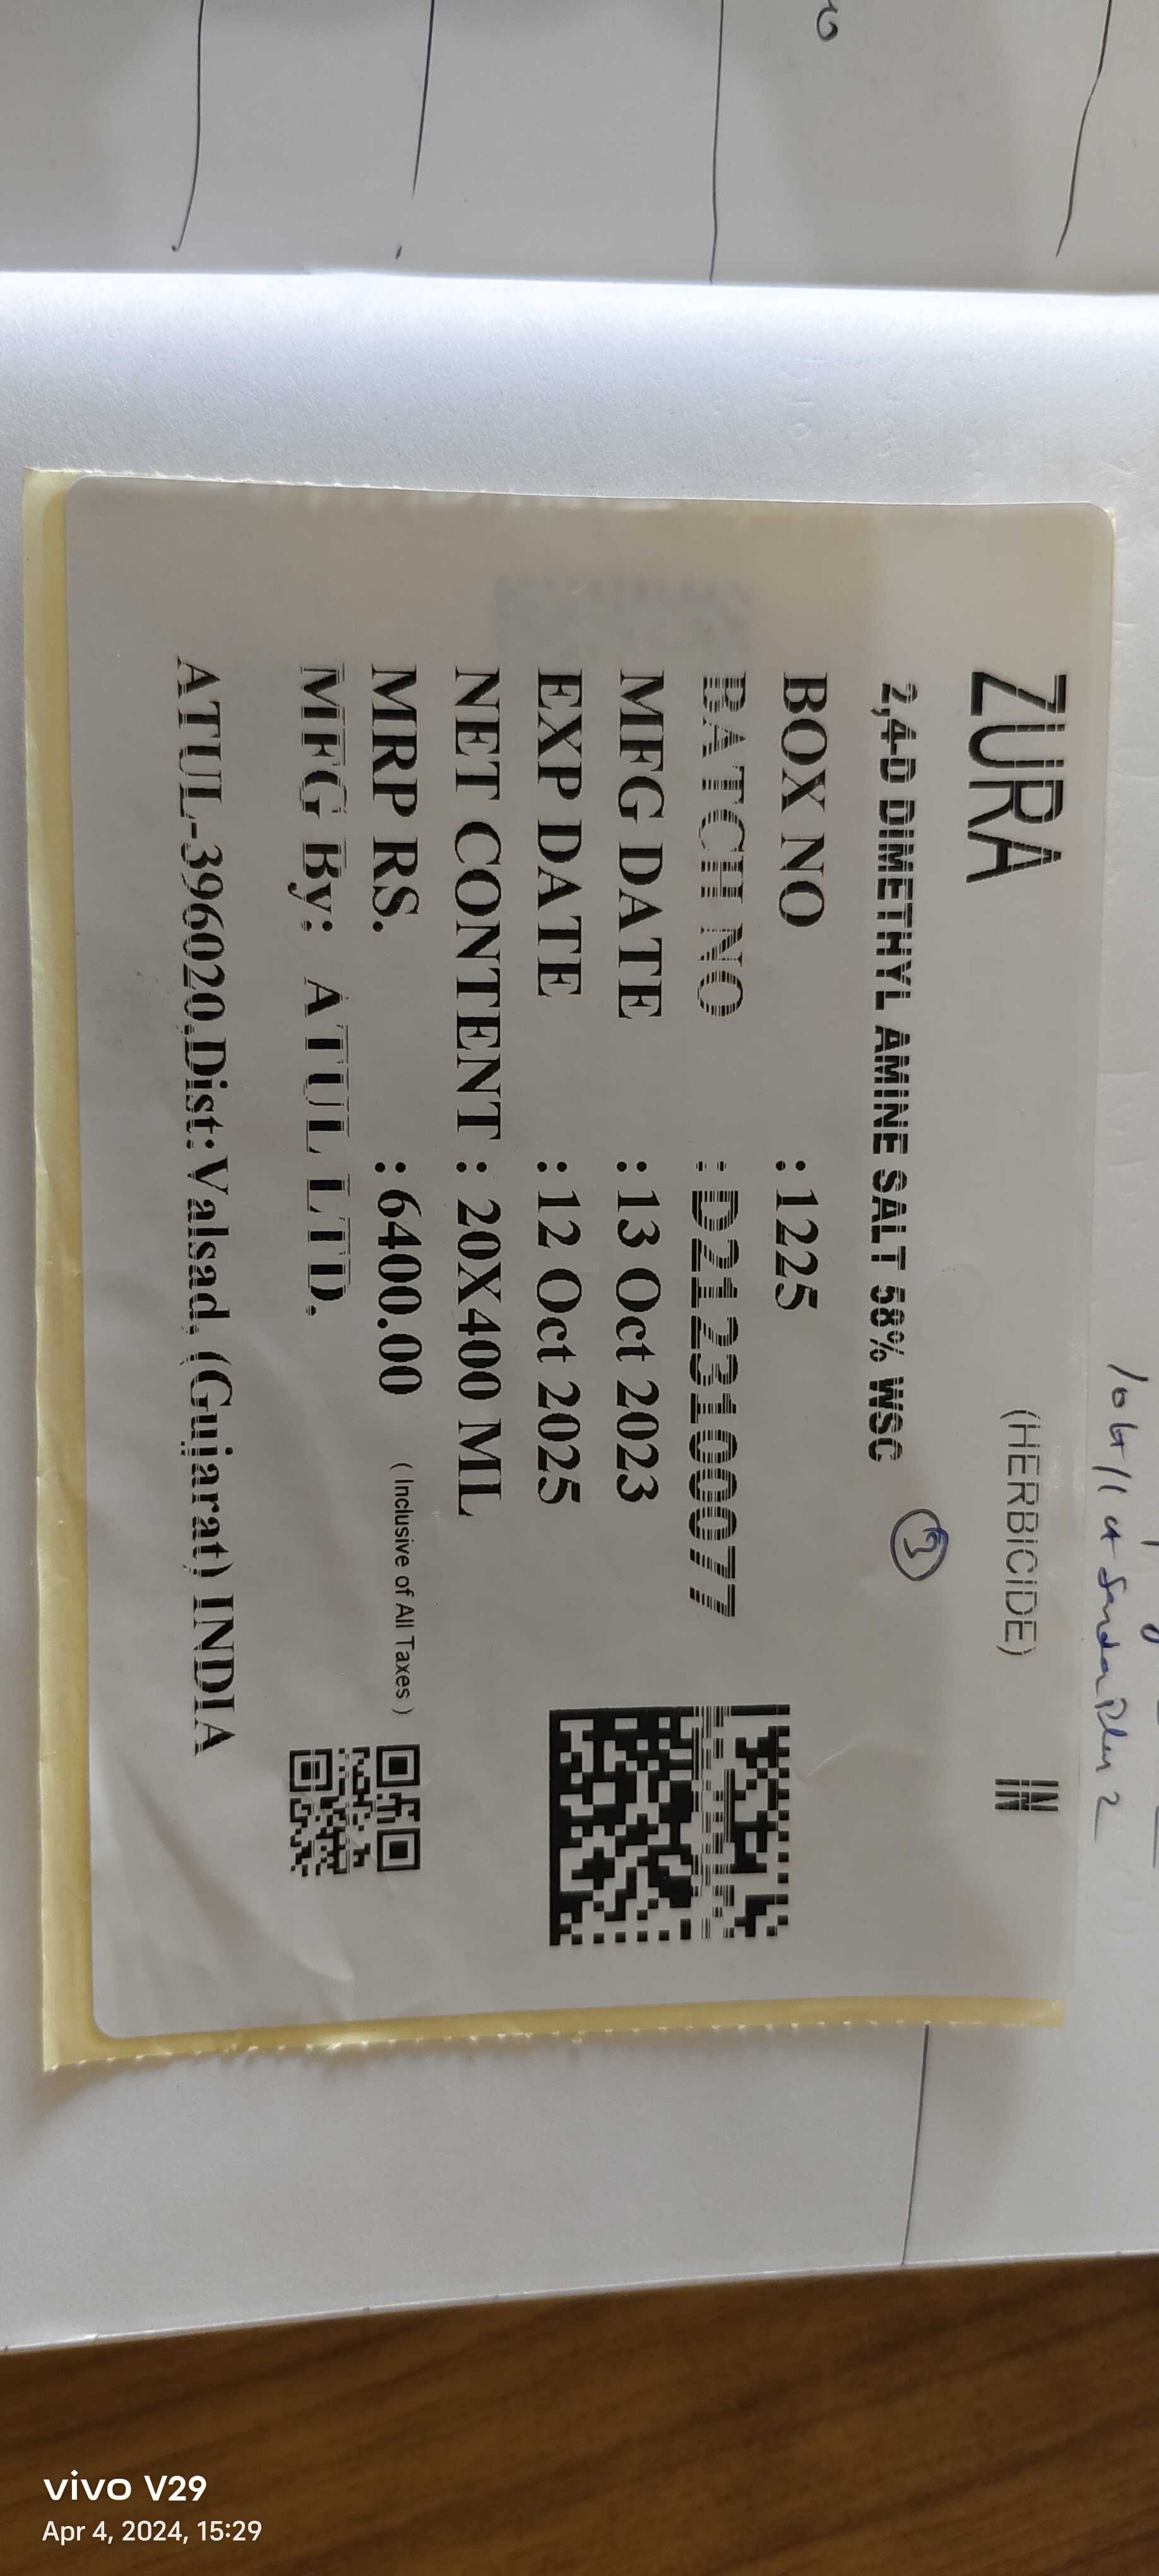 ZURA (HERBICIDE) IN
2,4-D DIMETHYL AMINE SALT 58% WSC
BOX NO : 1225
BATCH NO : D212310077
MFG DATE : 13 Oct 2023
EXP DATE : 12 Oct 2025
NET CONTENT : 20X400 ML
MRP RS. : 6400.00 ( Inclusive of All Taxes )
MFG By: ATUL LTD.
ATUL-396020,Dist:Valsad, (Gujarat) INDIA
vivo V29
Apr 4, 2024, 15:29